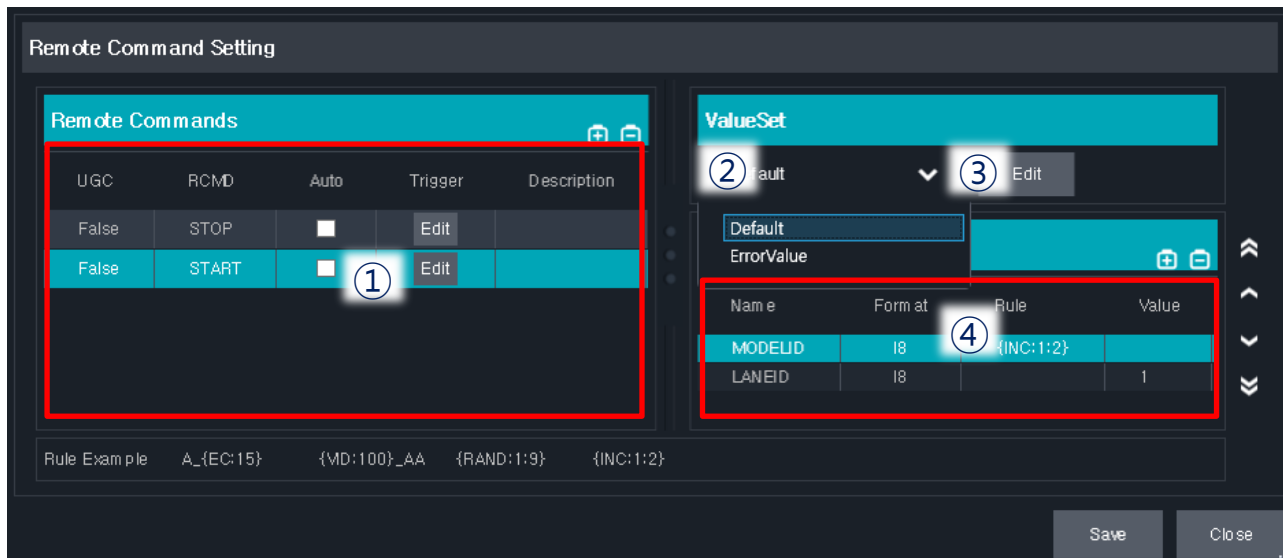 Remote Command Setting
Remote Commands
UGC RCMD Auto Trigger Description
False STOP Edit
False START Edit
①
ValueSet
② ault ③ Edit
Default
ErrorValue
Name Format Rule Value
④
MODELID I8 {INC:1:2}
LANEID I8 1
Rule Example A_{EC:15} {VID:100}_AA {RAND:1:9} {INC:1:2}
Save Close